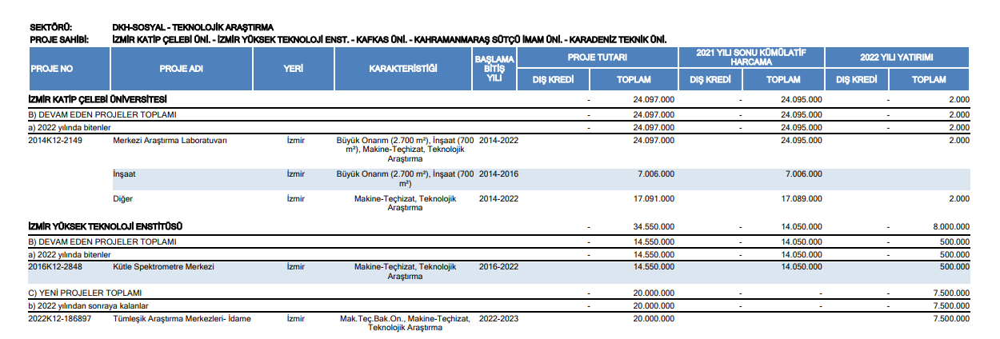 SEKTÖRÜ: DKH-SOSYAL - TEKNOLOJİK ARAŞTIRMA
PROJE SAHİBİ: İZMİR KATİP ÇELEBİ ÜNİ. - İZMİR YÜKSEK TEKNOLOJİ ENST. - KAFKAS ÜNİ. - KAHRAMANMARAŞ SÜTÇÜ İMAM ÜNİ. - KARADENİZ TEKNİK ÜNİ.
PROJE NO PROJE ADI YERİ KARAKTERİSTİĞİ BAŞLAMA BİTİŞ YILI PROJE TUTARI 2021 YILI SONU KÜMÜLATİF HARCAMA 2022 YILI YATIRIMI
DIŞ KREDİ TOPLAM DIŞ KREDİ TOPLAM DIŞ KREDİ TOPLAM
İZMİR KATİP ÇELEBİ ÜNİVERSİTESİ - 24.097.000 - 24.095.000 - 2.000
B) DEVAM EDEN PROJELER TOPLAMI - 24.097.000 - 24.095.000 - 2.000
a) 2022 yılında bitenler - 24.097.000 - 24.095.000 - 2.000
2014K12-2149 Merkezi Araştırma Laboratuvarı İzmir Büyük Onarım (2.700 m²), İnşaat (700 2014-2022 24.097.000 24.095.000 2.000
m²), Makine-Teçhizat, Teknolojik
Araştırma
İnşaat İzmir Büyük Onarım (2.700 m²), İnşaat (700 2014-2016 7.006.000 7.006.000
m²)
Diğer İzmir Makine-Teçhizat, Teknolojik 2014-2022 17.091.000 17.089.000 2.000
Araştırma
İZMİR YÜKSEK TEKNOLOJİ ENSTİTÜSÜ - 34.550.000 - 14.050.000 - 8.000.000
B) DEVAM EDEN PROJELER TOPLAMI - 14.550.000 - 14.050.000 - 500.000
a) 2022 yılında bitenler - 14.550.000 - 14.050.000 - 500.000
2016K12-2848 Kütle Spektrometre Merkezi İzmir Makine-Teçhizat, Teknolojik 2016-2022 14.550.000 14.050.000 500.000
Araştırma
C) YENİ PROJELER TOPLAMI - 20.000.000 - - - 7.500.000
b) 2022 yılından sonraya kalanlar - 20.000.000 - - - 7.500.000
2022K12-186897 Tümleşik Araştırma Merkezleri- İdame İzmir Mak.Teç.Bak.On., Makine-Teçhizat, 2022-2023 20.000.000 7.500.000
Teknolojik Araştırma